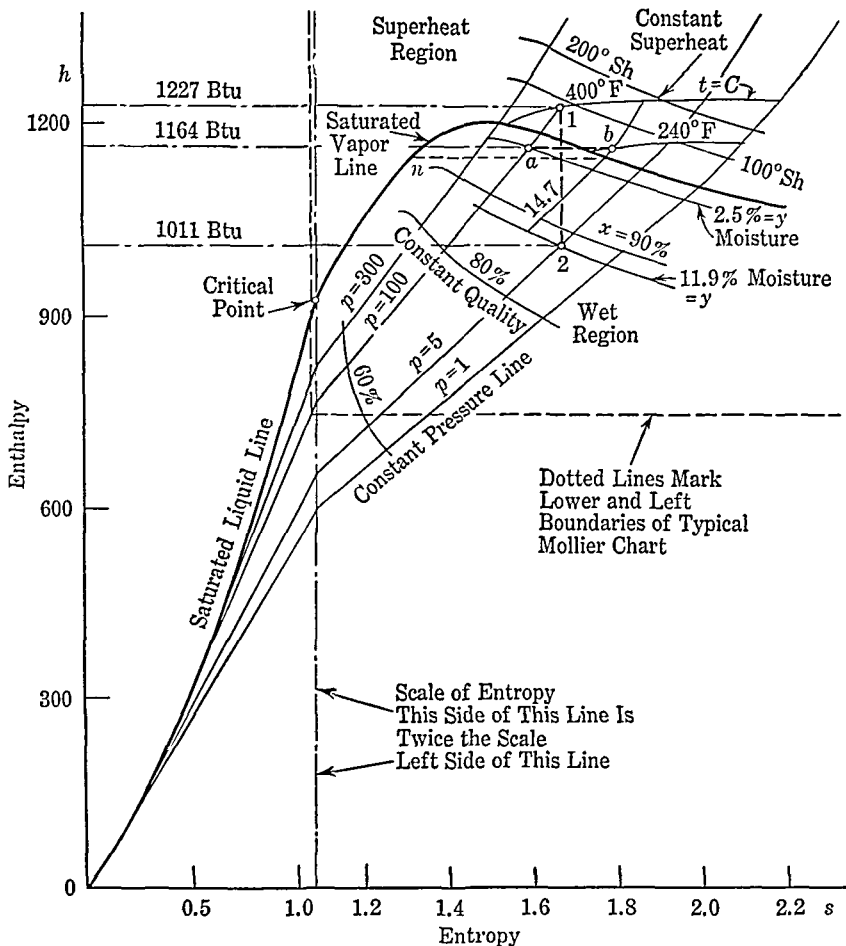 Superheat
Region
Constant
Superheat
h
1227 Btu
200° Sh
t=C
400°F
1
1200
1164 Btu
Saturated
Vapor
Line
n
a
b
240°F
100° Sh
14.7
2.5%=y
Moisture
x=90%
1011 Btu
2
11.9% Moisture
=y
Critical
Point
p=300
p=100
Constant Quality
80%
Wet
Region
900
p=5
p=1
60%
Constant Pressure Line
Enthalpy
Saturated Liquid Line
Dotted Lines Mark
Lower and Left
Boundaries of Typical
Mollier Chart
600
300
Scale of Entropy
This Side of This Line Is
Twice the Scale
Left Side of This Line
0
0.5 1.0 1.2 1.4 1.6 1.8 2.0 2.2 s
Entropy